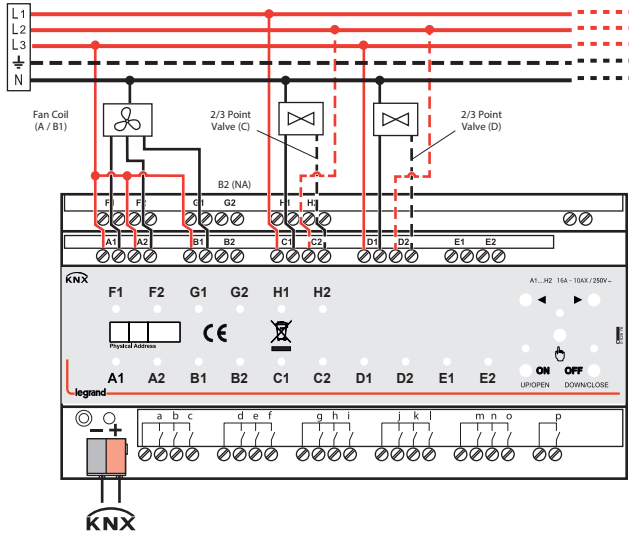 L1
L2
L3
N
Fan Coil
(A / B1)
2/3 Point
Valve (C)
2/3 Point
Valve (D)
B2 (NA)
F1 F2 G1 G2 H1 H2
A1 A2 B1 B2 C1 C2 D1 D2 E1 E2
KNX
A1....H2 16A - 10AX / 250V~
F1 F2 G1 G2 H1 H2
Physical Address
CE
A1 A2 B1 B2 C1 C2 D1 D2 E1 E2
ON OFF
UP/OPEN DOWN/CLOSE
legrand
a b c d e f g h i j k l m n o p
− +
KNX